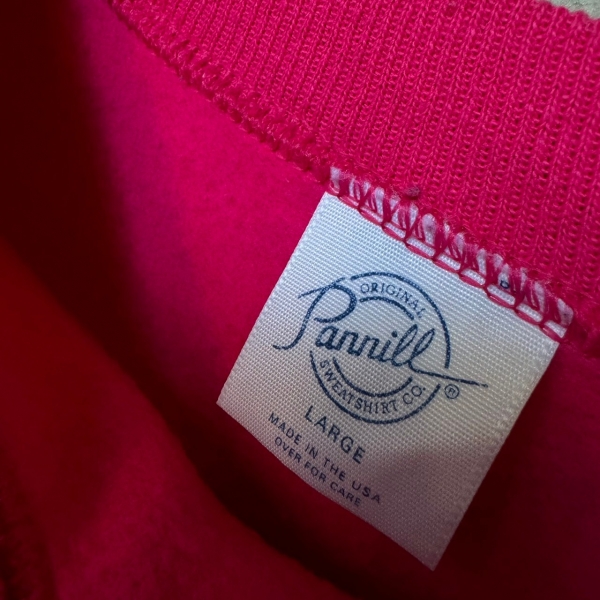 ORIGINAL
Pannill
SWEATSHIRT CO.
®
LARGE
MADE IN THE USA
OVER FOR CARE